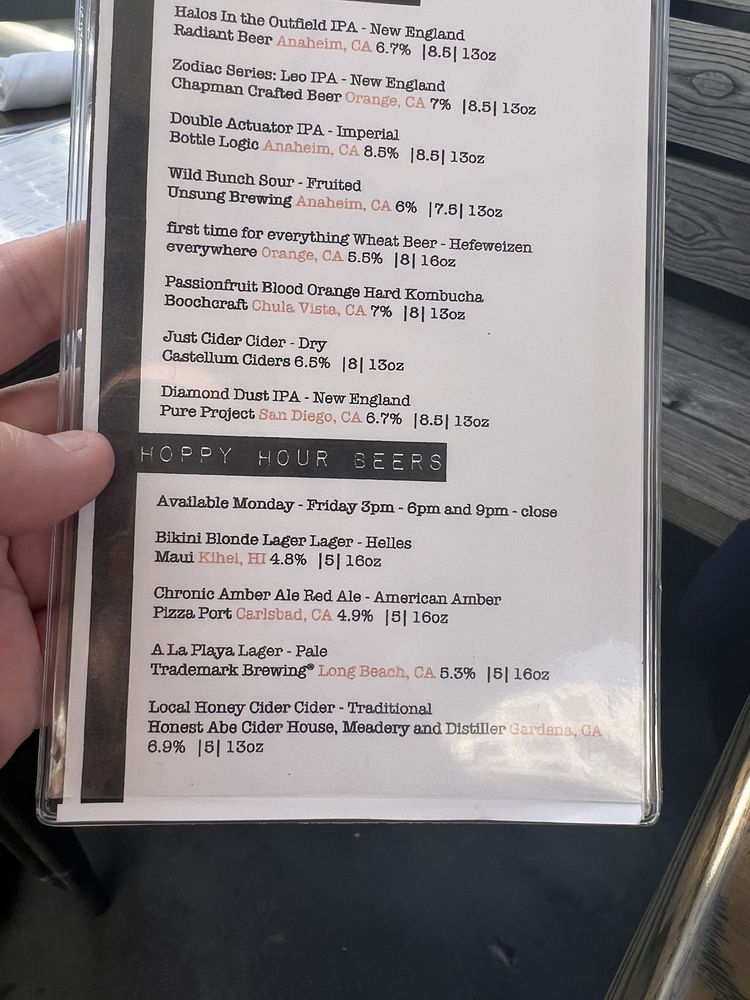 Halos In the Outfield IPA - New England
Radiant Beer Anaheim, CA 6.7% |8.5| 13oz
Zodiac Series: Leo IPA - New England
Chapman Crafted Beer Orange, CA 7% |8.5| 13oz
Double Actuator IPA - Imperial
Bottle Logic Anaheim, CA 8.5% |8.5| 13oz
Wild Bunch Sour - Fruited
Unsung Brewing Anaheim, CA 6% |7.5| 13oz
first time for everything Wheat Beer - Hefeweizen
everywhere Orange, CA 5.5% |8| 16oz
Passionfruit Blood Orange Hard Kombucha
Boochcraft Chula Vista, CA 7% |8| 13oz
Just Cider Cider - Dry
Castellum Ciders 6.5% |8| 13oz
Diamond Dust IPA - New England
Pure Project San Diego, CA 6.7% |8.5| 13oz
HOPPY HOUR BEERS
Available Monday - Friday 3pm - 6pm and 9pm - close
Bikini Blonde Lager Lager - Helles
Maui Kihei, HI 4.8% |5| 16oz
Chronic Amber Ale Red Ale - American Amber
Pizza Port Carlsbad, CA 4.9% |5| 16oz
A La Playa Lager - Pale
Trademark Brewing® Long Beach, CA 5.3% |5| 16oz
Local Honey Cider Cider - Traditional
Honest Abe Cider House, Meadery and Distiller Gardena, CA
6.9% |5| 13oz